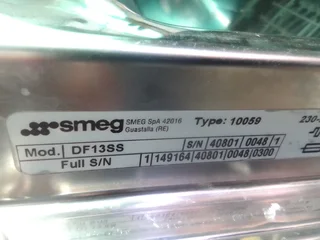 smeg SMEG SpA 42016 Type: 10059 230-
Guastalla (RE)
Mod. DF13SS S/N 40801 0048 1
Full S/N 1 149164 40801 0048 0300